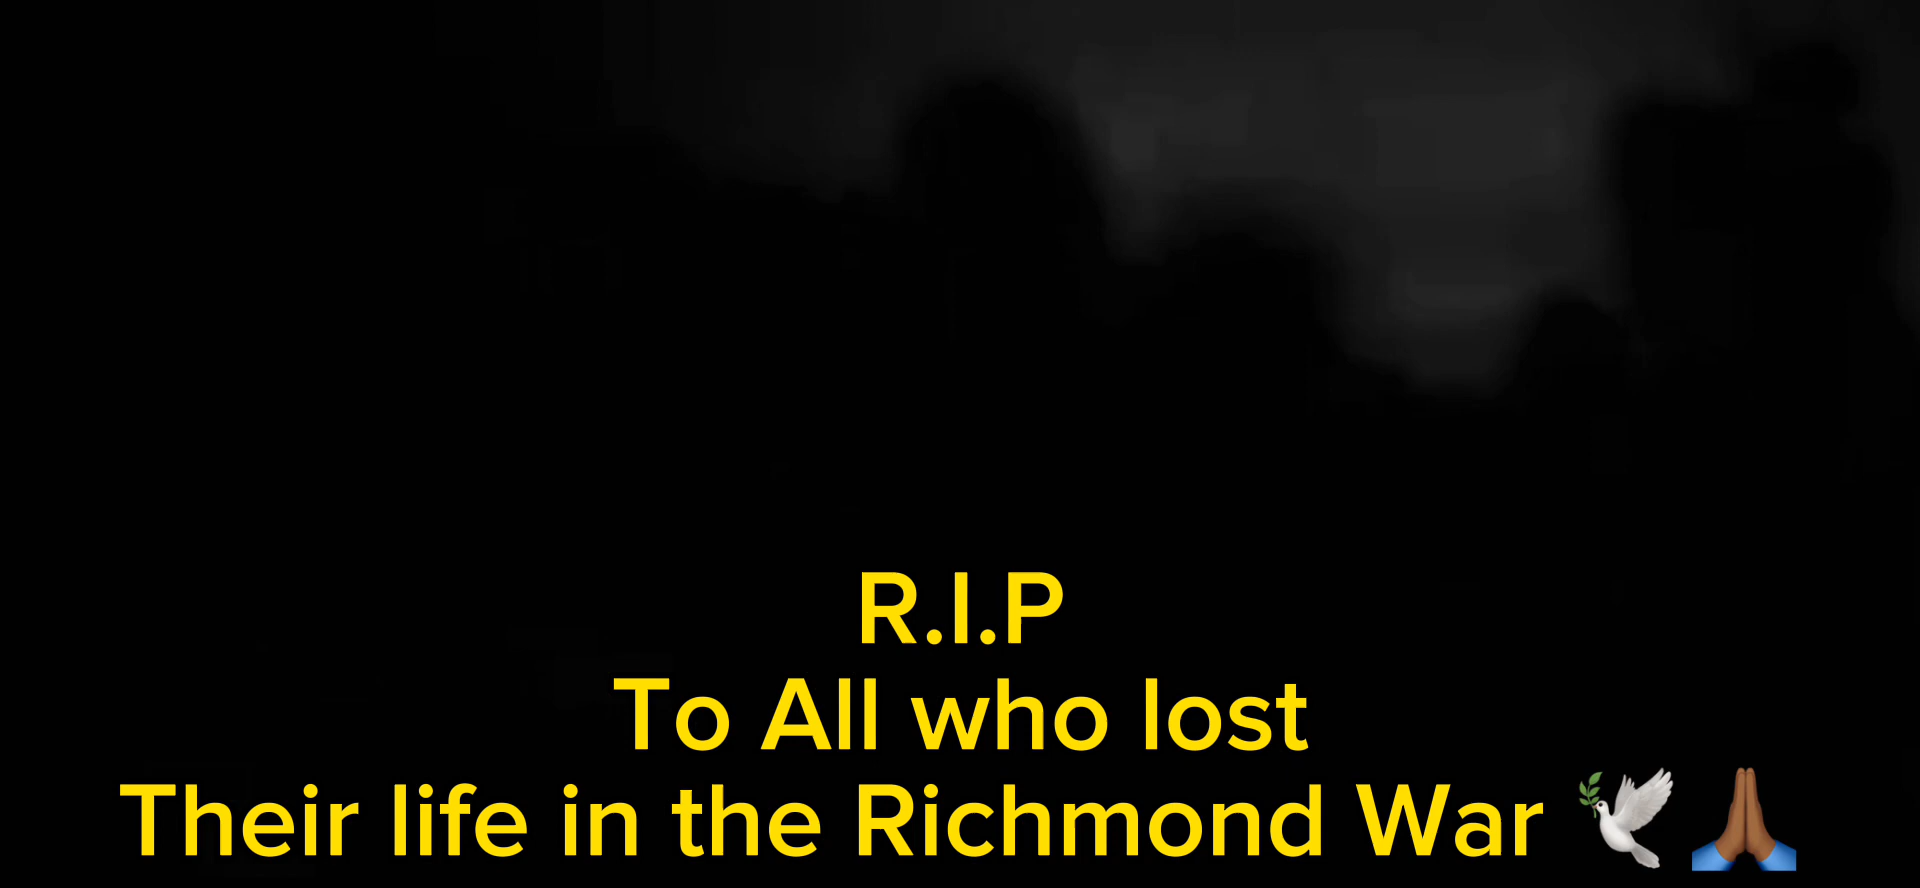 R.I.P
To All who lost
Their life in the Richmond War 🕊️🙏🏾